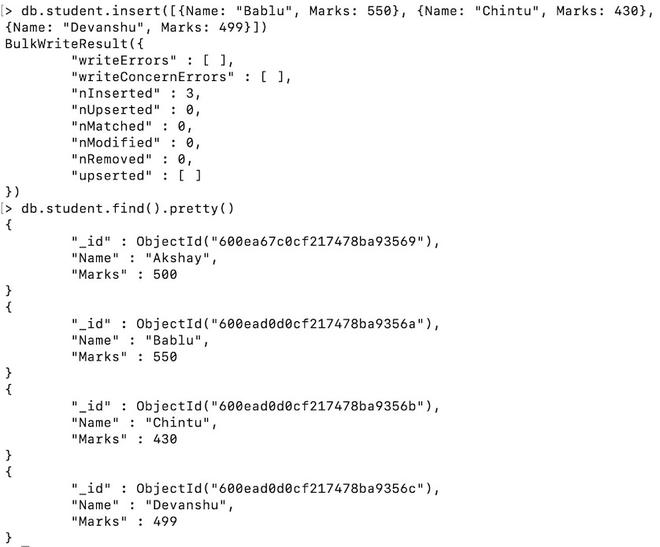 [> db.student.insert([{Name: "Bablu", Marks: 550}, {Name: "Chintu", Marks: 430},
{Name: "Devanshu", Marks: 499}])
BulkWriteResult({
        "writeErrors" : [ ],
        "writeConcernErrors" : [ ],
        "nInserted" : 3,
        "nUpserted" : 0,
        "nMatched" : 0,
        "nModified" : 0,
        "nRemoved" : 0,
        "upserted" : [ ]
})
[> db.student.find().pretty()
{
        "_id" : ObjectId("600ea67c0cf217478ba93569"),
        "Name" : "Akshay",
        "Marks" : 500
}
{
        "_id" : ObjectId("600ead0d0cf217478ba9356a"),
        "Name" : "Bablu",
        "Marks" : 550
}
{
        "_id" : ObjectId("600ead0d0cf217478ba9356b"),
        "Name" : "Chintu",
        "Marks" : 430
}
{
        "_id" : ObjectId("600ead0d0cf217478ba9356c"),
        "Name" : "Devanshu",
        "Marks" : 499
}